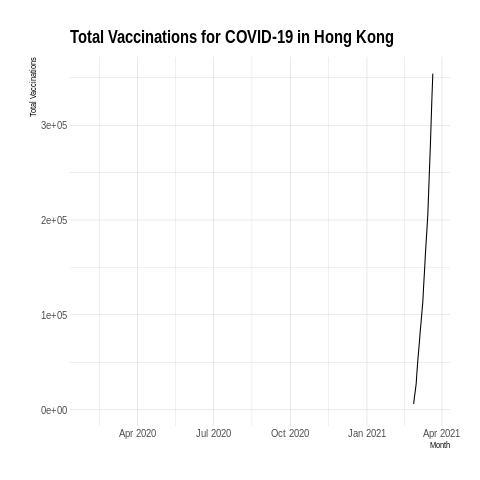 Total Vaccinations for COVID-19 in Hong Kong
Total Vaccinations
3e+05
2e+05
1e+05
0e+00
Apr 2020 Jul 2020 Oct 2020 Jan 2021 Apr 2021
Month